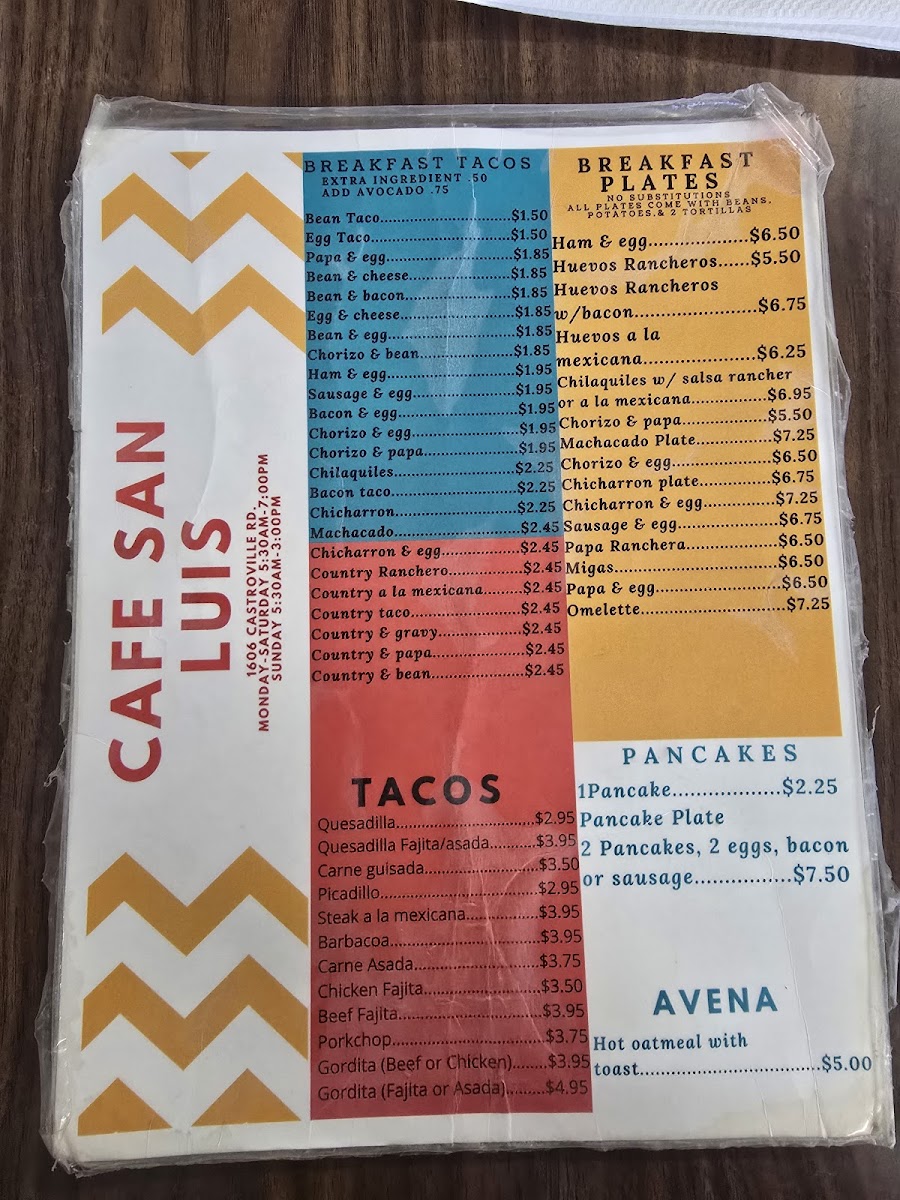 CAFE SAN
LUIS
1606 CASTROVILLE RD.
MONDAY-SATURDAY 5:30AM-7:00PM
SUNDAY 5:30AM-3:00PM
BREAKFAST TACOS
EXTRA INGREDIENT .50
ADD AVOCADO .75
Bean Taco...............................$1.50
Egg Taco.................................$1.50
Papa & egg..............................$1.85
Bean & cheese.........................$1.85
Bean & bacon..........................$1.85
Egg & cheese...........................$1.85
Bean & egg..............................$1.85
Chorizo & bean.......................$1.85
Ham & egg..............................$1.95
Sausage & egg.........................$1.95
Bacon & egg............................$1.95
Chorizo & egg..........................$1.95
Chorizo & papa.......................$1.95
Chilaquiles.............................$2.25
Bacon taco..............................$2.25
Chicharron.............................$2.25
Machacado..............................$2.45
Chicharron & egg....................$2.45
Country Ranchero...................$2.45
Country a la mexicana............$2.45
Country taco...........................$2.45
Country & gravy.....................$2.45
Country & papa......................$2.45
Country & bean.......................$2.45
TACOS
Quesadilla..............................$2.95
Quesadilla Fajita/asada..........$3.95
Carne guisada........................$3.50
Picadillo..................................$2.95
Steak a la mexicana................$3.95
Barbacoa................................$3.95
Carne Asada...........................$3.75
Chicken Fajita.........................$3.50
Beef Fajita..............................$3.95
Porkchop................................$3.75
Gordita (Beef or Chicken).......$3.95
Gordita (Fajita or Asada)........$4.95
BREAKFAST
PLATES
NO SUBSTITUTIONS
ALL PLATES COME WITH BEANS,
POTATOES,& 2 TORTILLAS
Ham & egg...................$6.50
Huevos Rancheros......$5.50
Huevos Rancheros
w/bacon.......................$6.75
Huevos a la
mexicana.....................$6.25
Chilaquiles w/ salsa rancher
or a la mexicana..............$6.95
Chorizo & papa................$5.50
Machacado Plate..............$7.25
Chorizo & egg...................$6.50
Chicharron plate..............$6.75
Chicharron & egg.............$7.25
Sausage & egg..................$6.75
Papa Ranchera.................$6.50
Migas................................$6.50
Papa & egg.......................$6.50
Omelette...........................$7.25
PANCAKES
1Pancake...................$2.25
Pancake Plate
2 Pancakes, 2 eggs, bacon
or sausage.................$7.50
AVENA
Hot oatmeal with
toast.................................$5.00